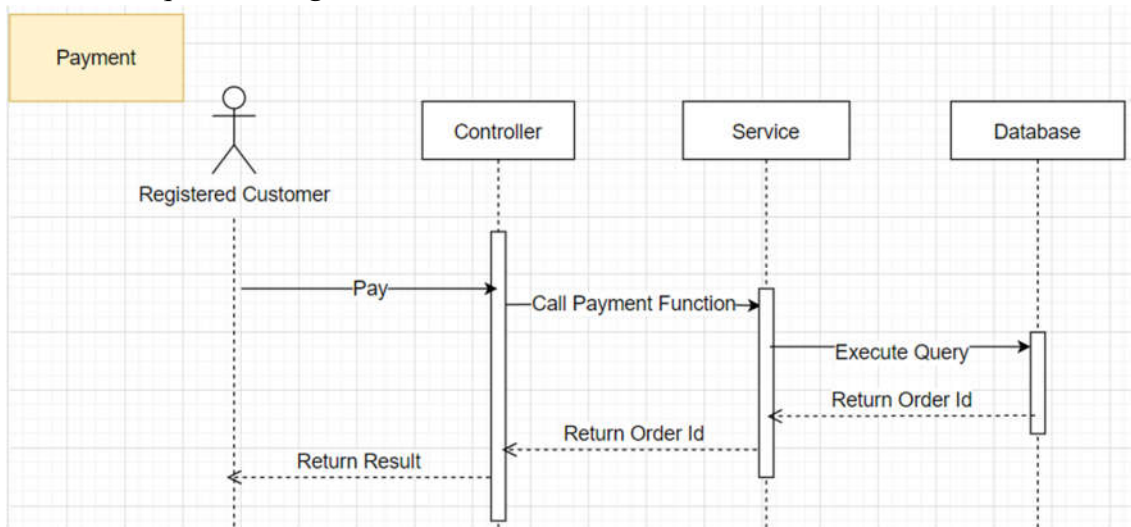 Payment
Controller
Service
Database
Registered Customer
Pay
Call Payment Function
Execute Query
Return Order Id
Return Order Id
Return Result